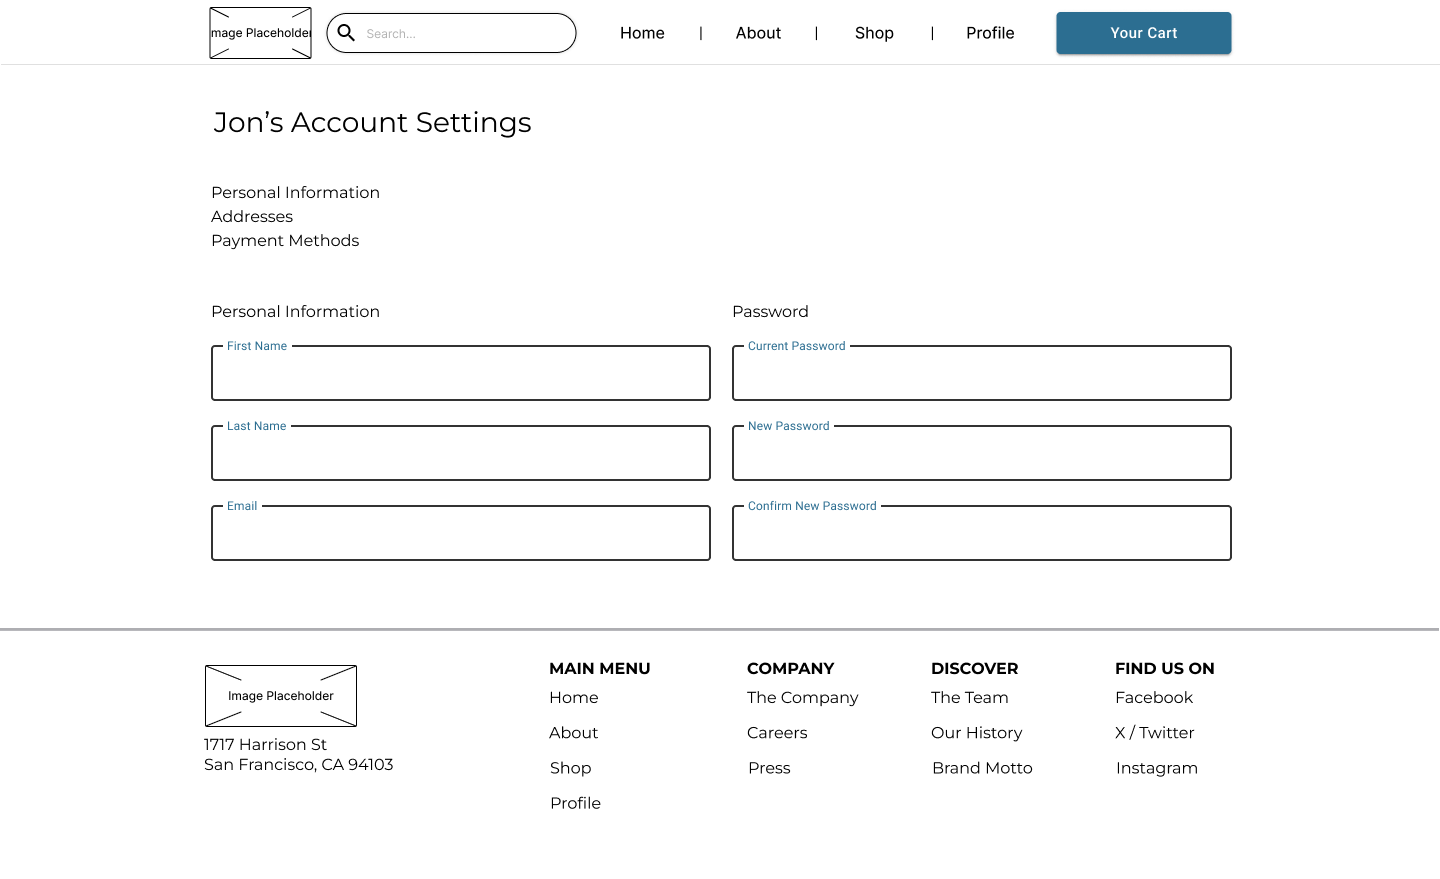 mage Placeholder
Search...
Home | About | Shop | Profile
Your Cart
Jon’s Account Settings
Personal Information
Addresses
Payment Methods
Personal Information
First Name
Last Name
Email
Password
Current Password
New Password
Confirm New Password
Image Placeholder
1717 Harrison St
San Francisco, CA 94103
MAIN MENU
Home
About
Shop
Profile
COMPANY
The Company
Careers
Press
DISCOVER
The Team
Our History
Brand Motto
FIND US ON
Facebook
X / Twitter
Instagram